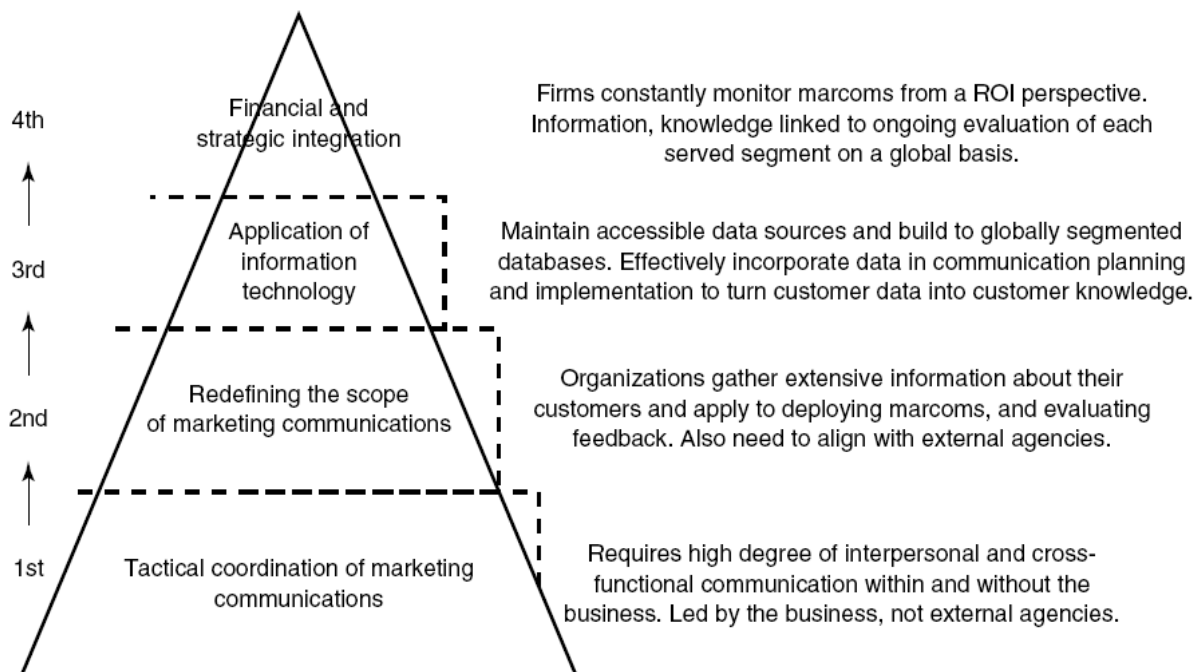 4th
Financial and
strategic integration
Firms constantly monitor marcoms from a ROI perspective.
Information, knowledge linked to ongoing evaluation of each
served segment on a global basis.
3rd
Application of
information
technology
Maintain accessible data sources and build to globally segmented
databases. Effectively incorporate data in communication planning
and implementation to turn customer data into customer knowledge.
2nd
Redefining the scope
of marketing communications
Organizations gather extensive information about their
customers and apply to deploying marcoms, and evaluating
feedback. Also need to align with external agencies.
1st
Tactical coordination of marketing
communications
Requires high degree of interpersonal and cross-
functional communication within and without the
business. Led by the business, not external agencies.